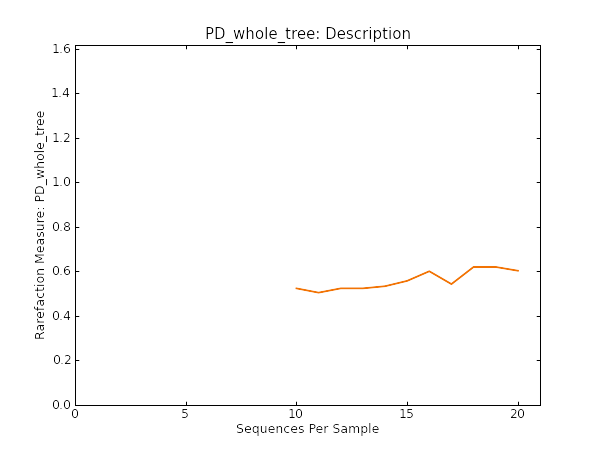 PD_whole_tree: Description
1.6
1.4
1.2
1.0
0.8
0.6
0.4
0.2
0.0
Rarefaction Measure: PD_whole_tree
0 5 10 15 20
Sequences Per Sample